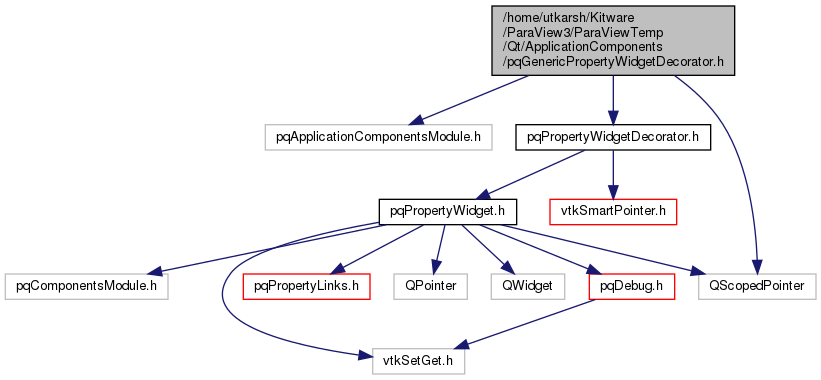 /home/utkarsh/Kitware
/ParaView3/ParaViewTemp
/Qt/ApplicationComponents
/pqGenericPropertyWidgetDecorator.h
pqApplicationComponentsModule.h
pqPropertyWidgetDecorator.h
pqPropertyWidget.h
vtkSmartPointer.h
pqComponentsModule.h
pqPropertyLinks.h
QPointer
QWidget
pqDebug.h
QScopedPointer
vtkSetGet.h